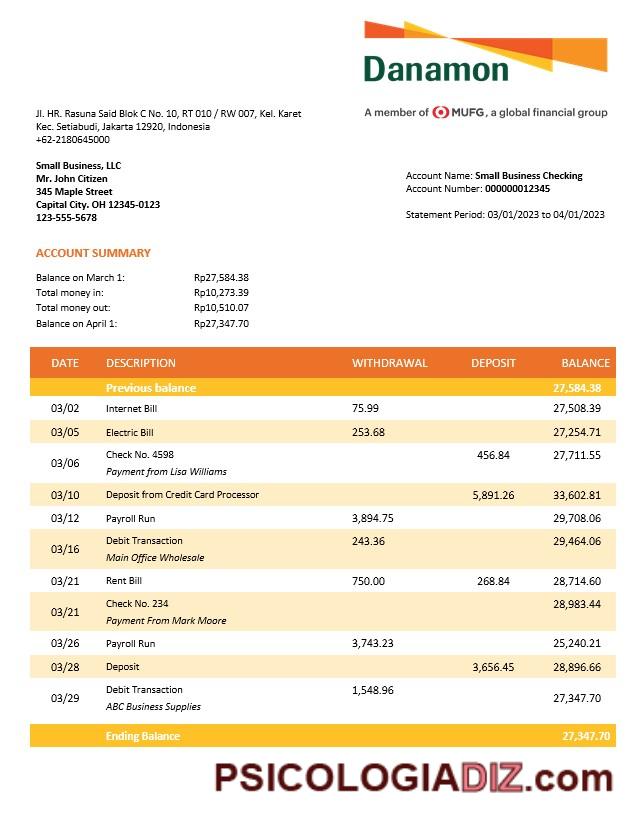 Danamon
A member of MUFG, a global financial group
Jl. HR. Rasuna Said Blok C No. 10, RT 010 / RW 007, Kel. Karet
Kec. Setiabudi, Jakarta 12920, Indonesia
+62-2180645000
Small Business, LLC
Mr. John Citizen
345 Maple Street
Capital City. OH 12345-0123
123-555-5678
Account Name: Small Business Checking
Account Number: 000000012345
Statement Period: 03/01/2023 to 04/01/2023
ACCOUNT SUMMARY
Balance on March 1: Rp27,584.38
Total money in: Rp10,273.39
Total money out: Rp10,510.07
Balance on April 1: Rp27,347.70
DATE DESCRIPTION WITHDRAWAL DEPOSIT BALANCE
Previous balance 27,584.38
03/02 Internet Bill 75.99 27,508.39
03/05 Electric Bill 253.68 27,254.71
03/06 Check No. 4598 456.84 27,711.55
Payment from Lisa Williams
03/10 Deposit from Credit Card Processor 5,891.26 33,602.81
03/12 Payroll Run 3,894.75 29,708.06
03/16 Debit Transaction 243.36 29,464.06
Main Office Wholesale
03/21 Rent Bill 750.00 268.84 28,714.60
03/21 Check No. 234 28,983.44
Payment From Mark Moore
03/26 Payroll Run 3,743.23 25,240.21
03/28 Deposit 3,656.45 28,896.66
03/29 Debit Transaction 1,548.96 27,347.70
ABC Business Supplies
Ending Balance 27,347.70
PSICOLOGIADIZ.com